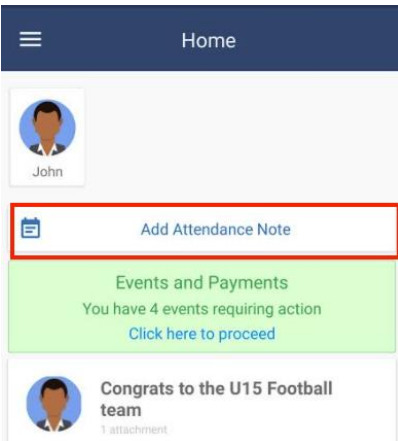 Home
John
Add Attendance Note
Events and Payments
You have 4 events requiring action
Click here to proceed
Congrats to the U15 Football
team
1 attachment